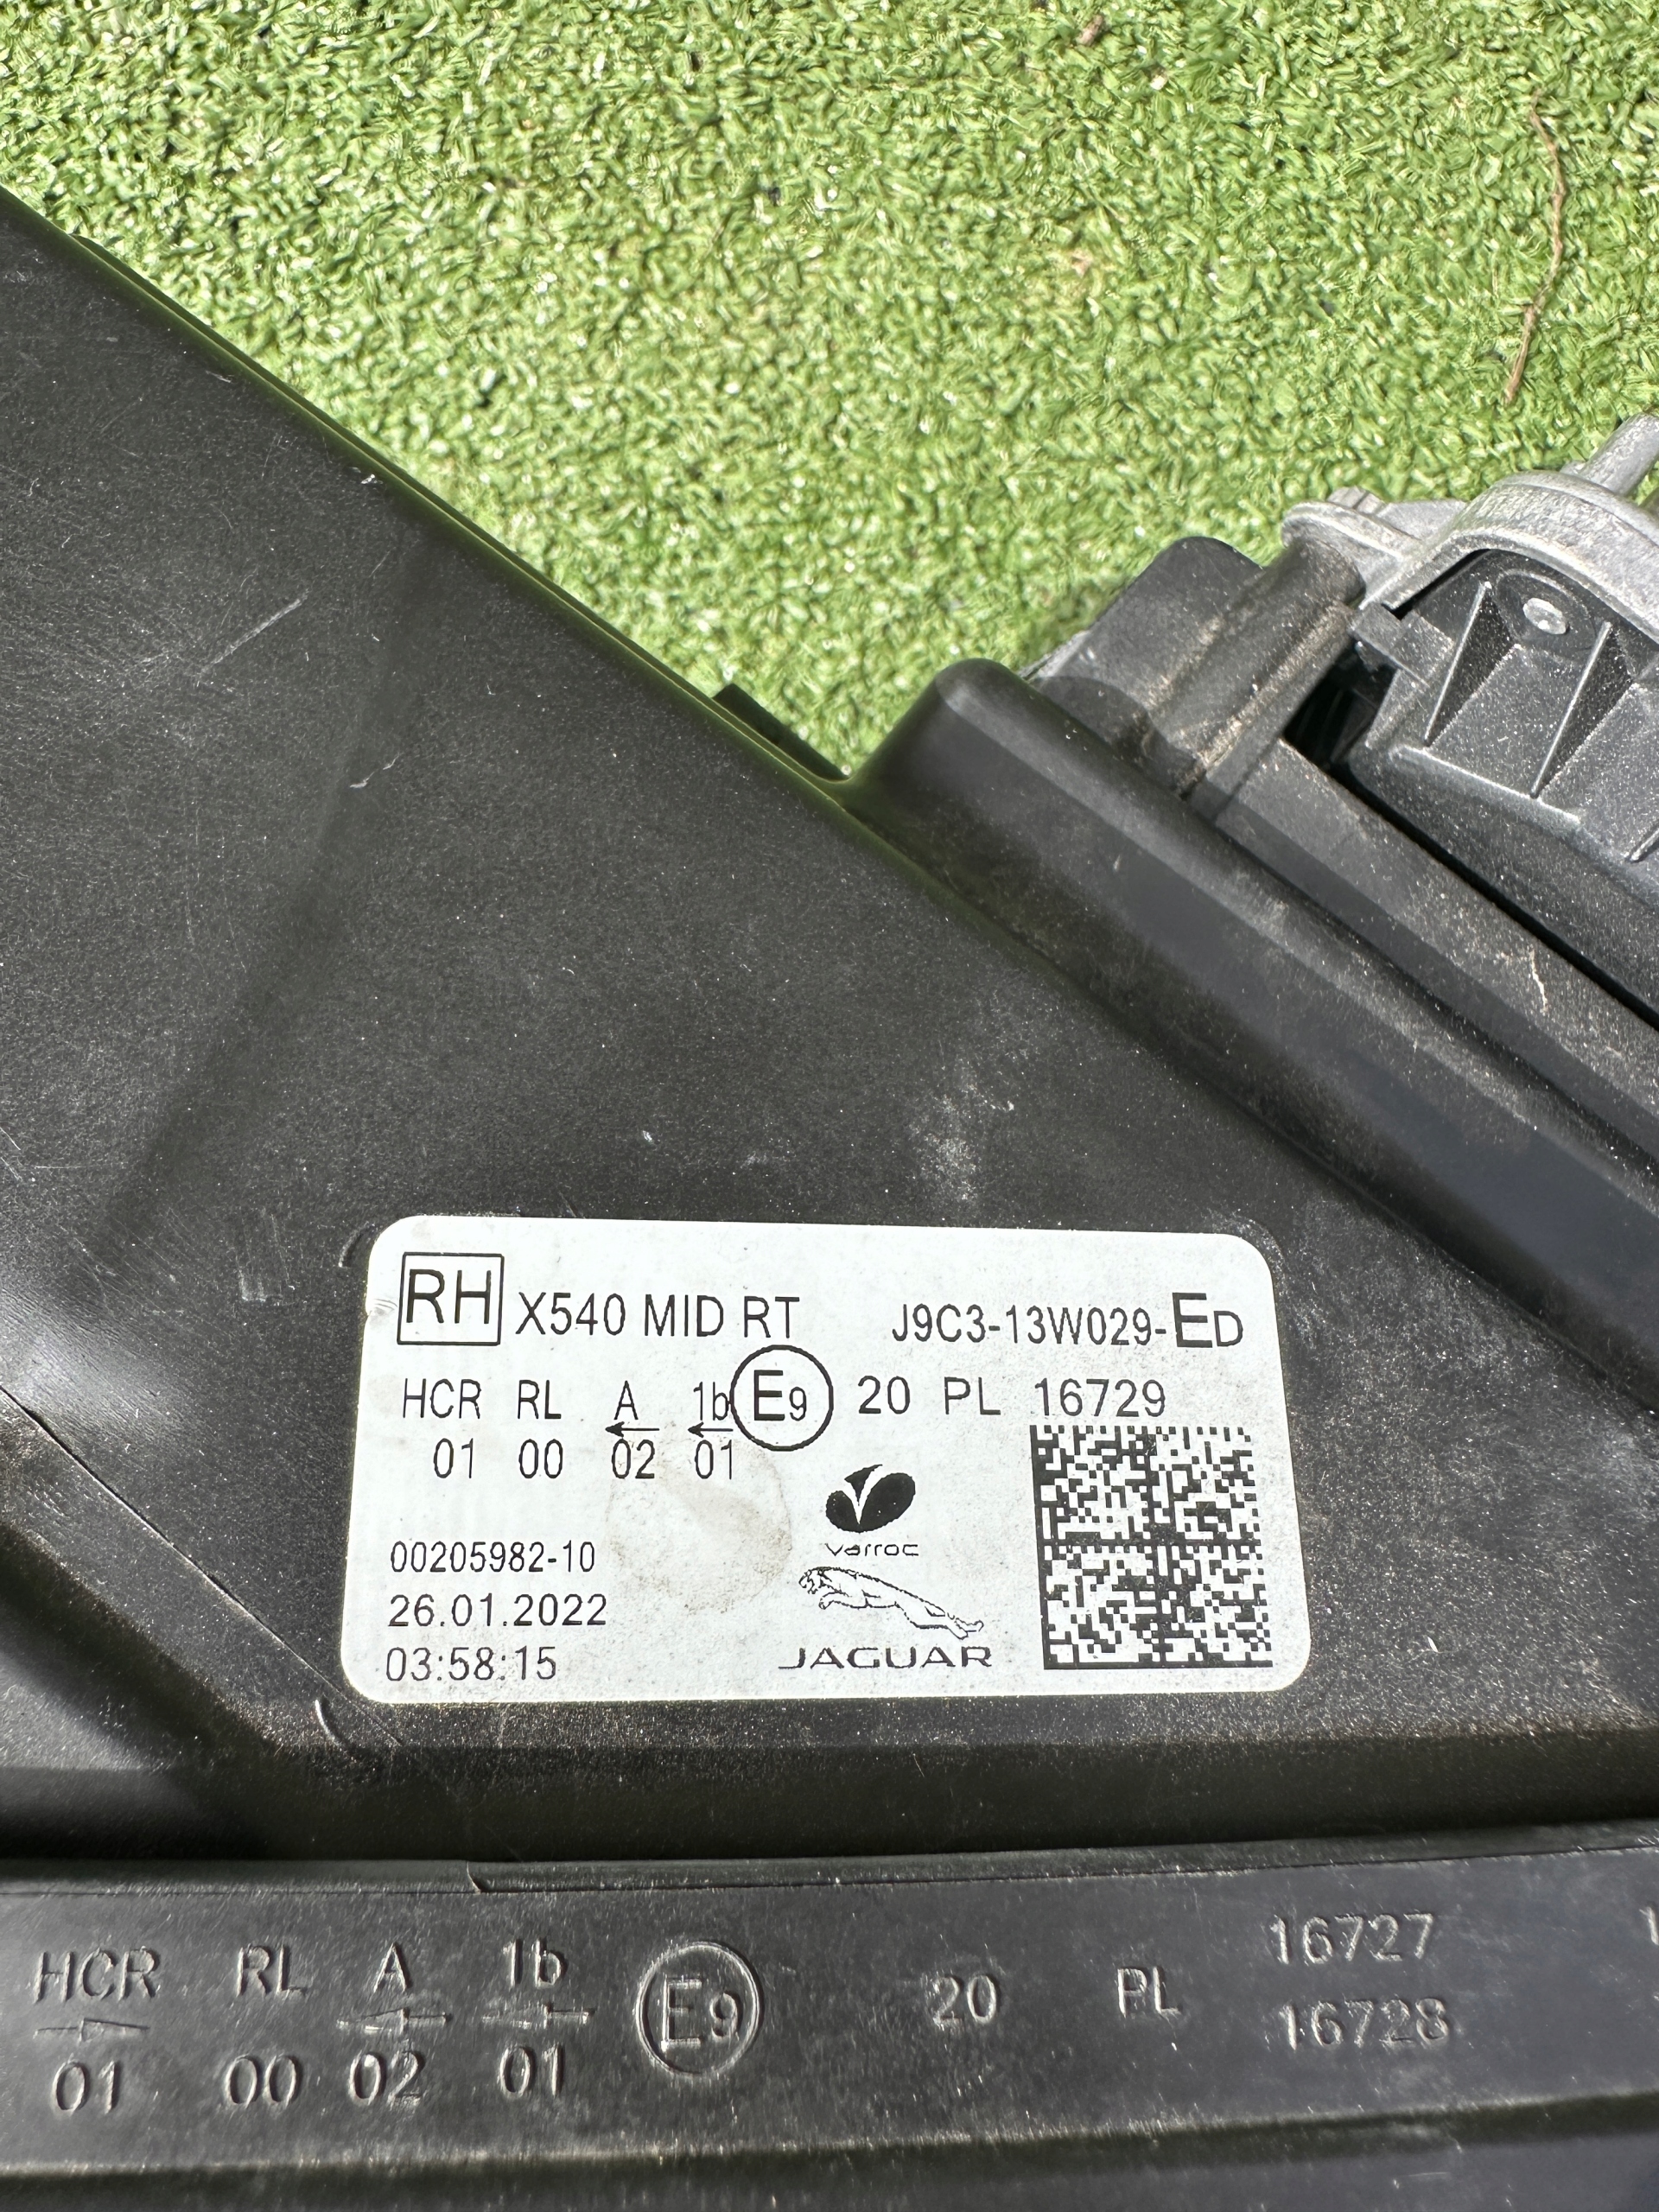 RH X540 MID RT J9C3-13W029-ED
HCR RL A 1b E9 20 PL 16729
01 00 02 01
00205982-10
26.01.2022
03:58:15
varroc
JAGUAR
HCR RL A 1b E9 20 PL 16727
16728
01 00 02 01